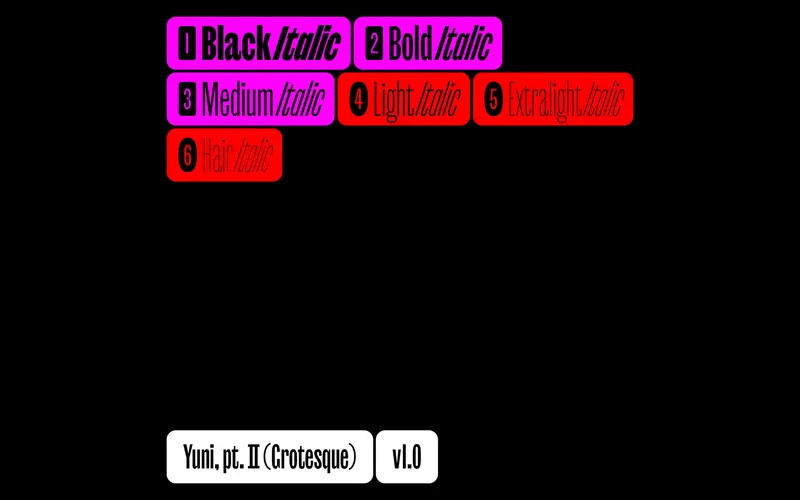 1 Black Italic 2 Bold Italic
3 Medium Italic 4 Light Italic 5 Extralight Italic
6 Hair Italic
Yuni, pt. II (Grotesque) v1.0